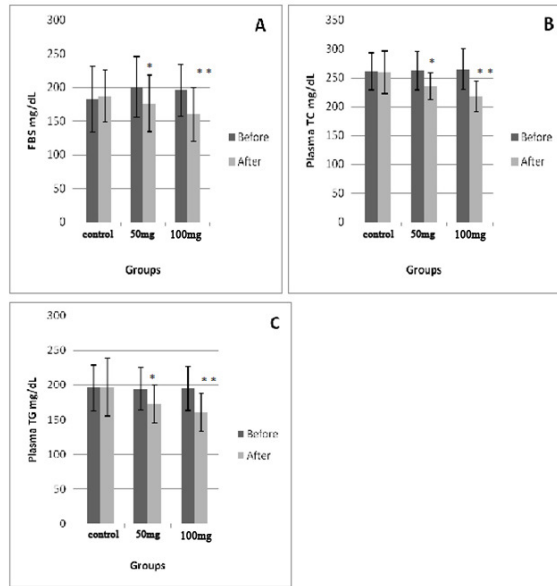 A
300
250
200
150
100
50
0
FBS mg/dL
*
* *
control 50mg 100mg
Groups
Before
After
B
350
300
250
200
150
100
50
0
Plasma TC mg/dL
*
* *
control 50mg 100mg
Groups
Before
After
C
300
250
200
150
100
50
0
Plasma TG mg/dL
*
* *
control 50mg 100mg
Groups
Before
After